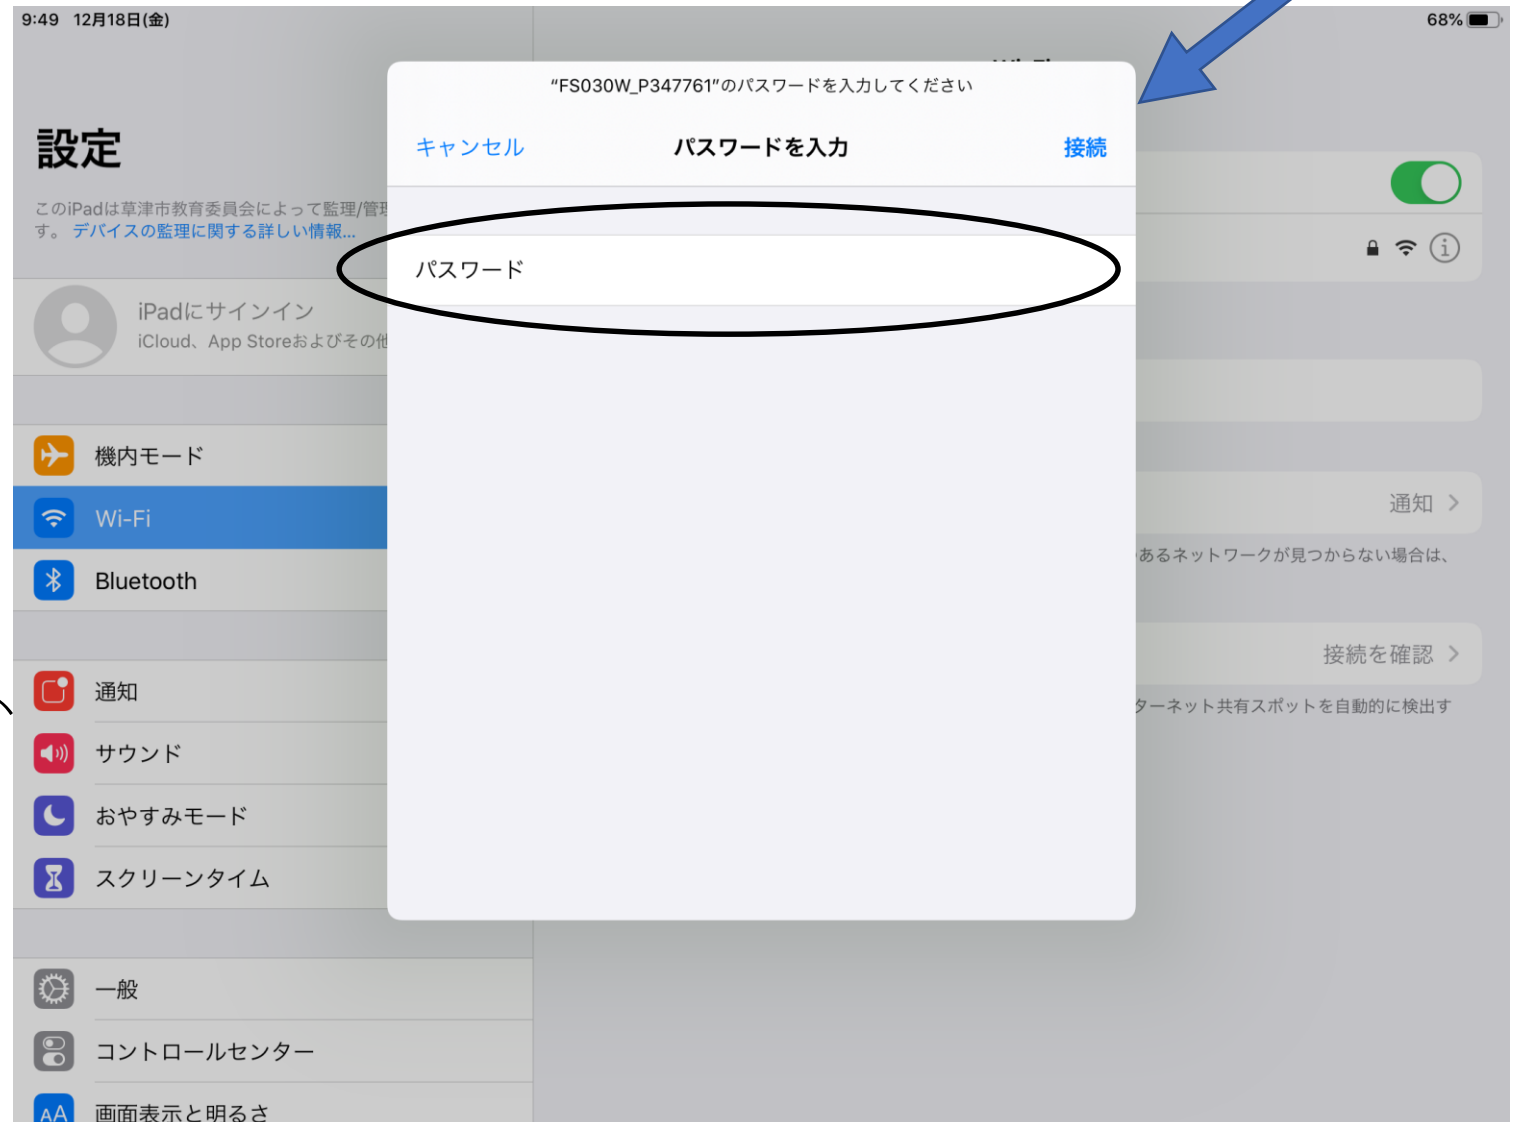 9:49 12月18日(金)
68%
設定
このiPadは草津市教育委員会によって監理/管理
す。 デバイスの監理に関する詳しい情報...
iPadにサインイン
iCloud、App Storeおよびその他
機内モード
Wi-Fi
Bluetooth
通知
サウンド
おやすみモード
スクリーンタイム
一般
コントロールセンター
AA 画面表示と明るさ
“FS030W_P347761”のパスワードを入力してください
キャンセル パスワードを入力 接続
パスワード
通知
あるネットワークが見つからない場合は、
接続を確認
ターネット共有スポットを自動的に検出す